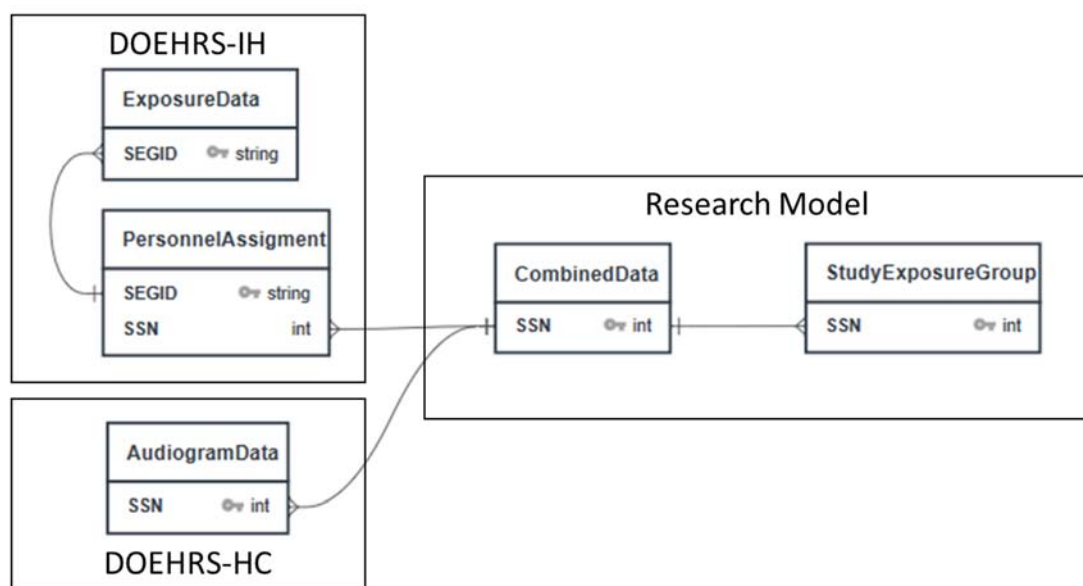 DOEHRS-IH
ExposureData
SEGID string
PersonnelAssigment
SEGID string
SSN int
AudiogramData
SSN int
DOEHRS-HC
Research Model
CombinedData
SSN int
StudyExposureGroup
SSN int